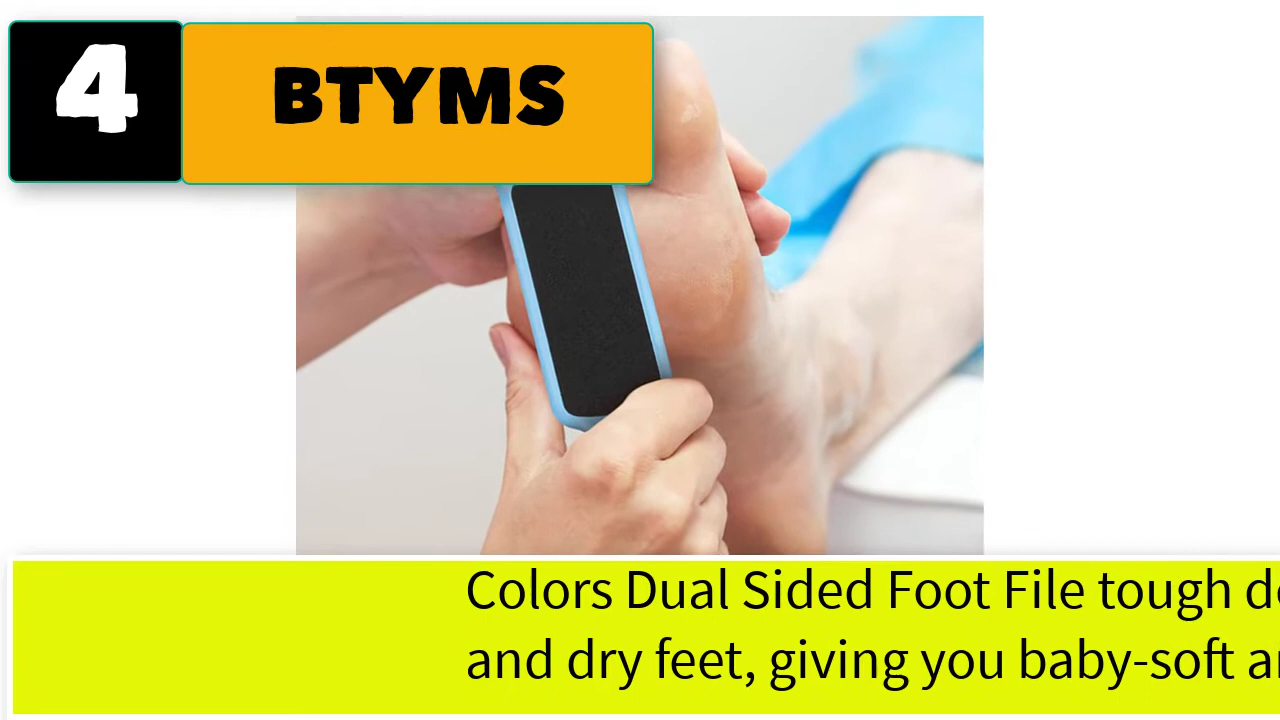 4
BTYMS
Colors Dual Sided Foot File tough
and dry feet, giving you baby-soft